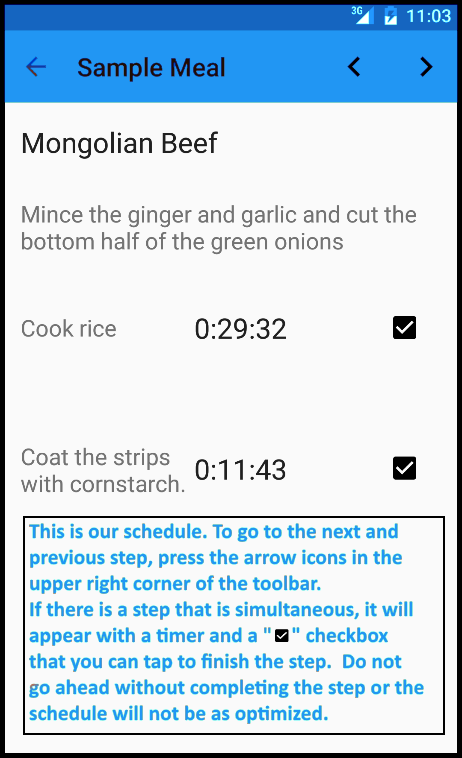 3G 11:03
Sample Meal
Mongolian Beef
Mince the ginger and garlic and cut the
bottom half of the green onions
Cook rice 0:29:32
Coat the strips
with cornstarch. 0:11:43
This is our schedule. To go to the next and
previous step, press the arrow icons in the
upper right corner of the toolbar.
If there is a step that is simultaneous, it will
appear with a timer and a "☑" checkbox
that you can tap to finish the step.  Do not
go ahead without completing the step or the
schedule will not be as optimized.